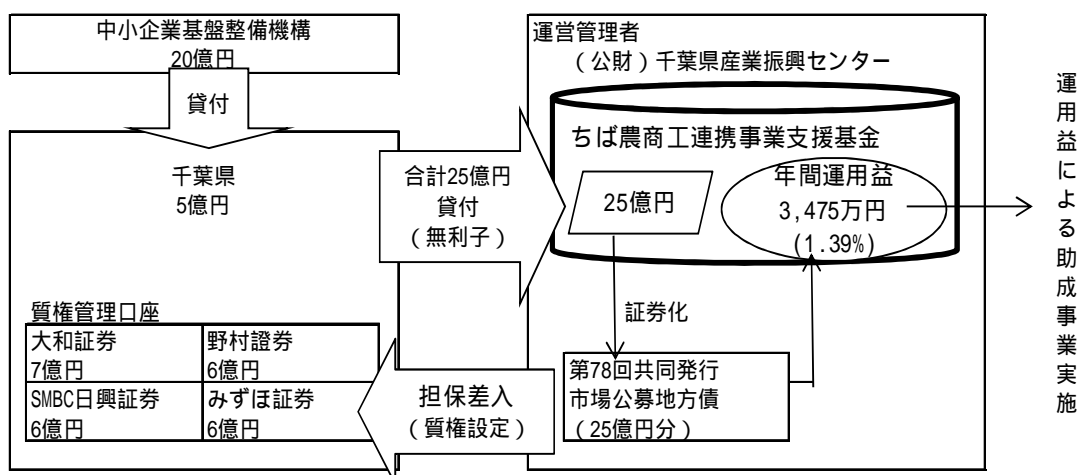 中小企業基盤整備機構
20億円
貸付
千葉県
5億円
質権管理口座
大和証券
7億円
野村證券
6億円
SMBC日興証券
6億円
みずほ証券
6億円
合計25億円
貸付
（無利子）
担保差入
（質権設定）
運営管理者
（公財）千葉県産業振興センター
ちば農商工連携事業支援基金
25億円
年間運用益
3,475万円
(1.39%)
証券化
第78回共同発行
市場公募地方債
（25億円分）
運用益による助成事業実施